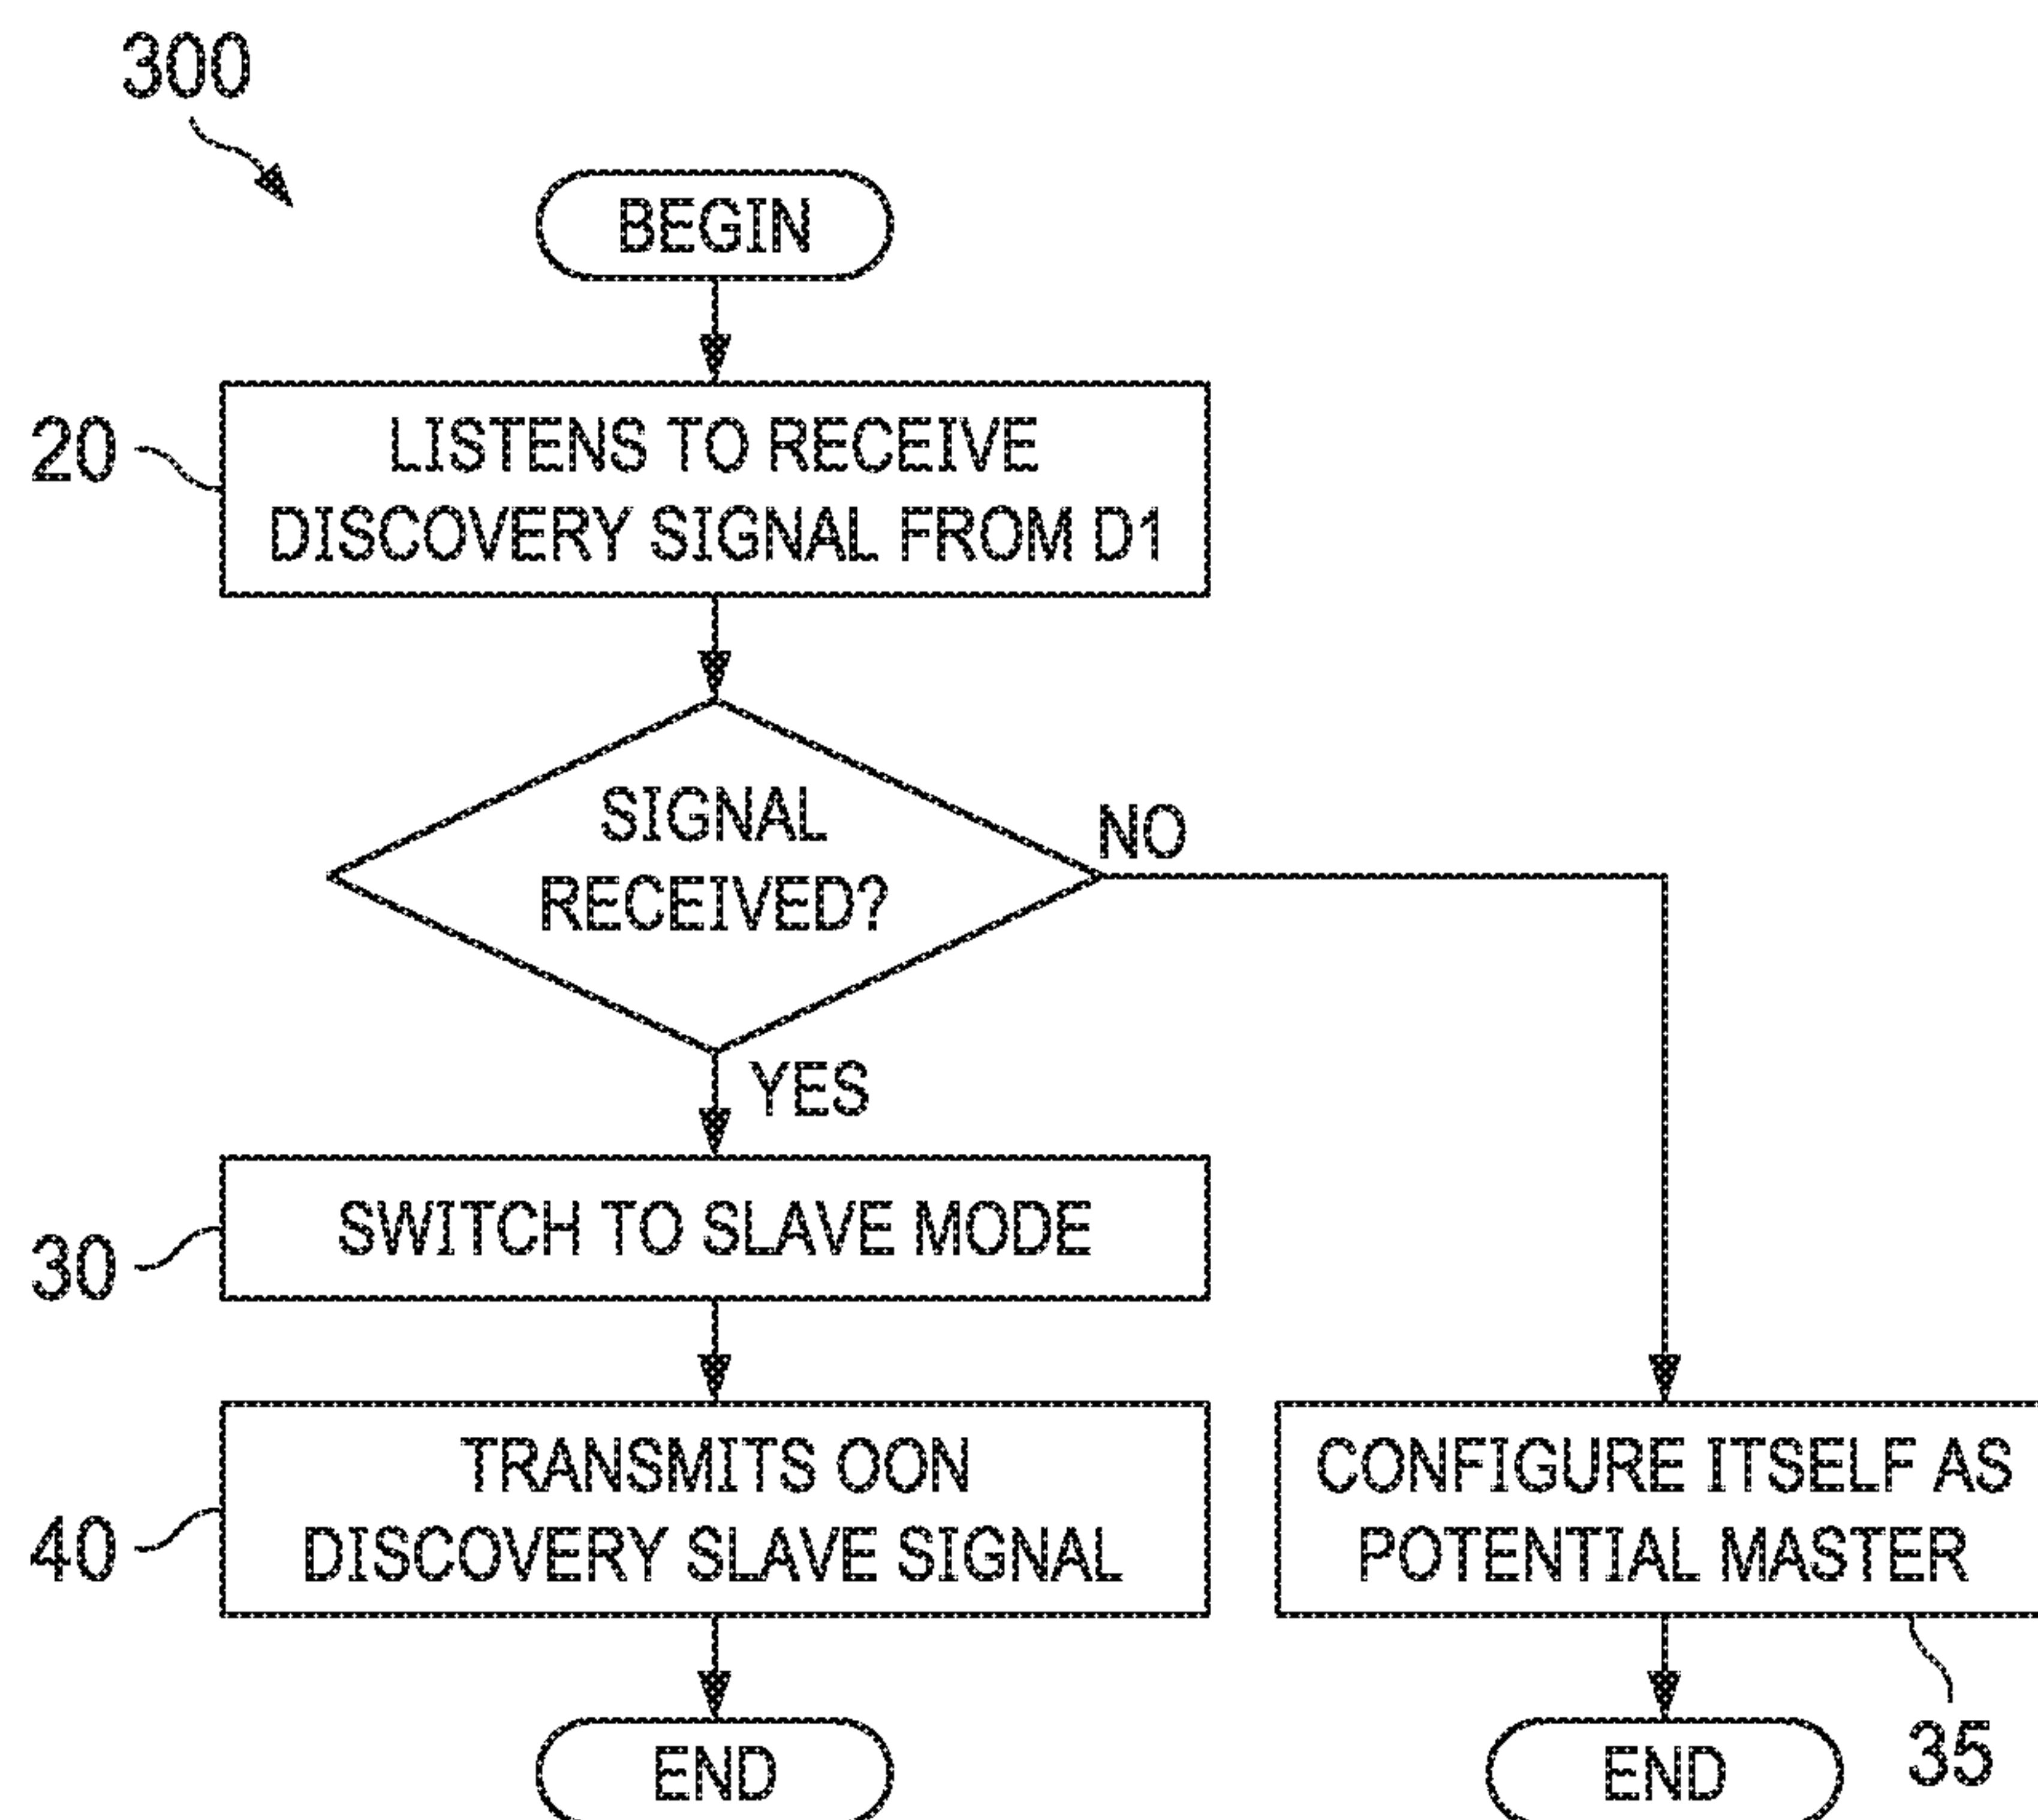 300
BEGIN
20
LISTENS TO RECEIVE
DISCOVERY SIGNAL FROM D1
SIGNAL
RECEIVED?
NO
YES
30
SWITCH TO SLAVE MODE
40
TRANSMITS OON
DISCOVERY SLAVE SIGNAL
CONFIGURE ITSELF AS
POTENTIAL MASTER
35
END
END